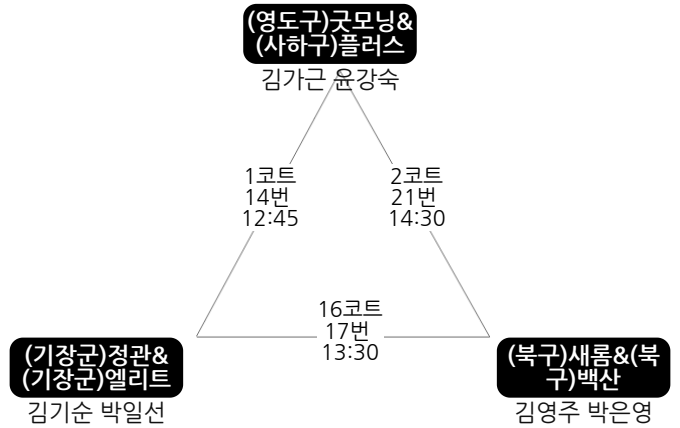 (영도구)굿모닝&
(사하구)플러스
김가근 윤강숙
1코트
14번
12:45
2코트
21번
14:30
16코트
17번
13:30
(기장군)정관&
(기장군)엘리트
김기순 박일선
(북구)새롬&(북
구)백산
김영주 박은영